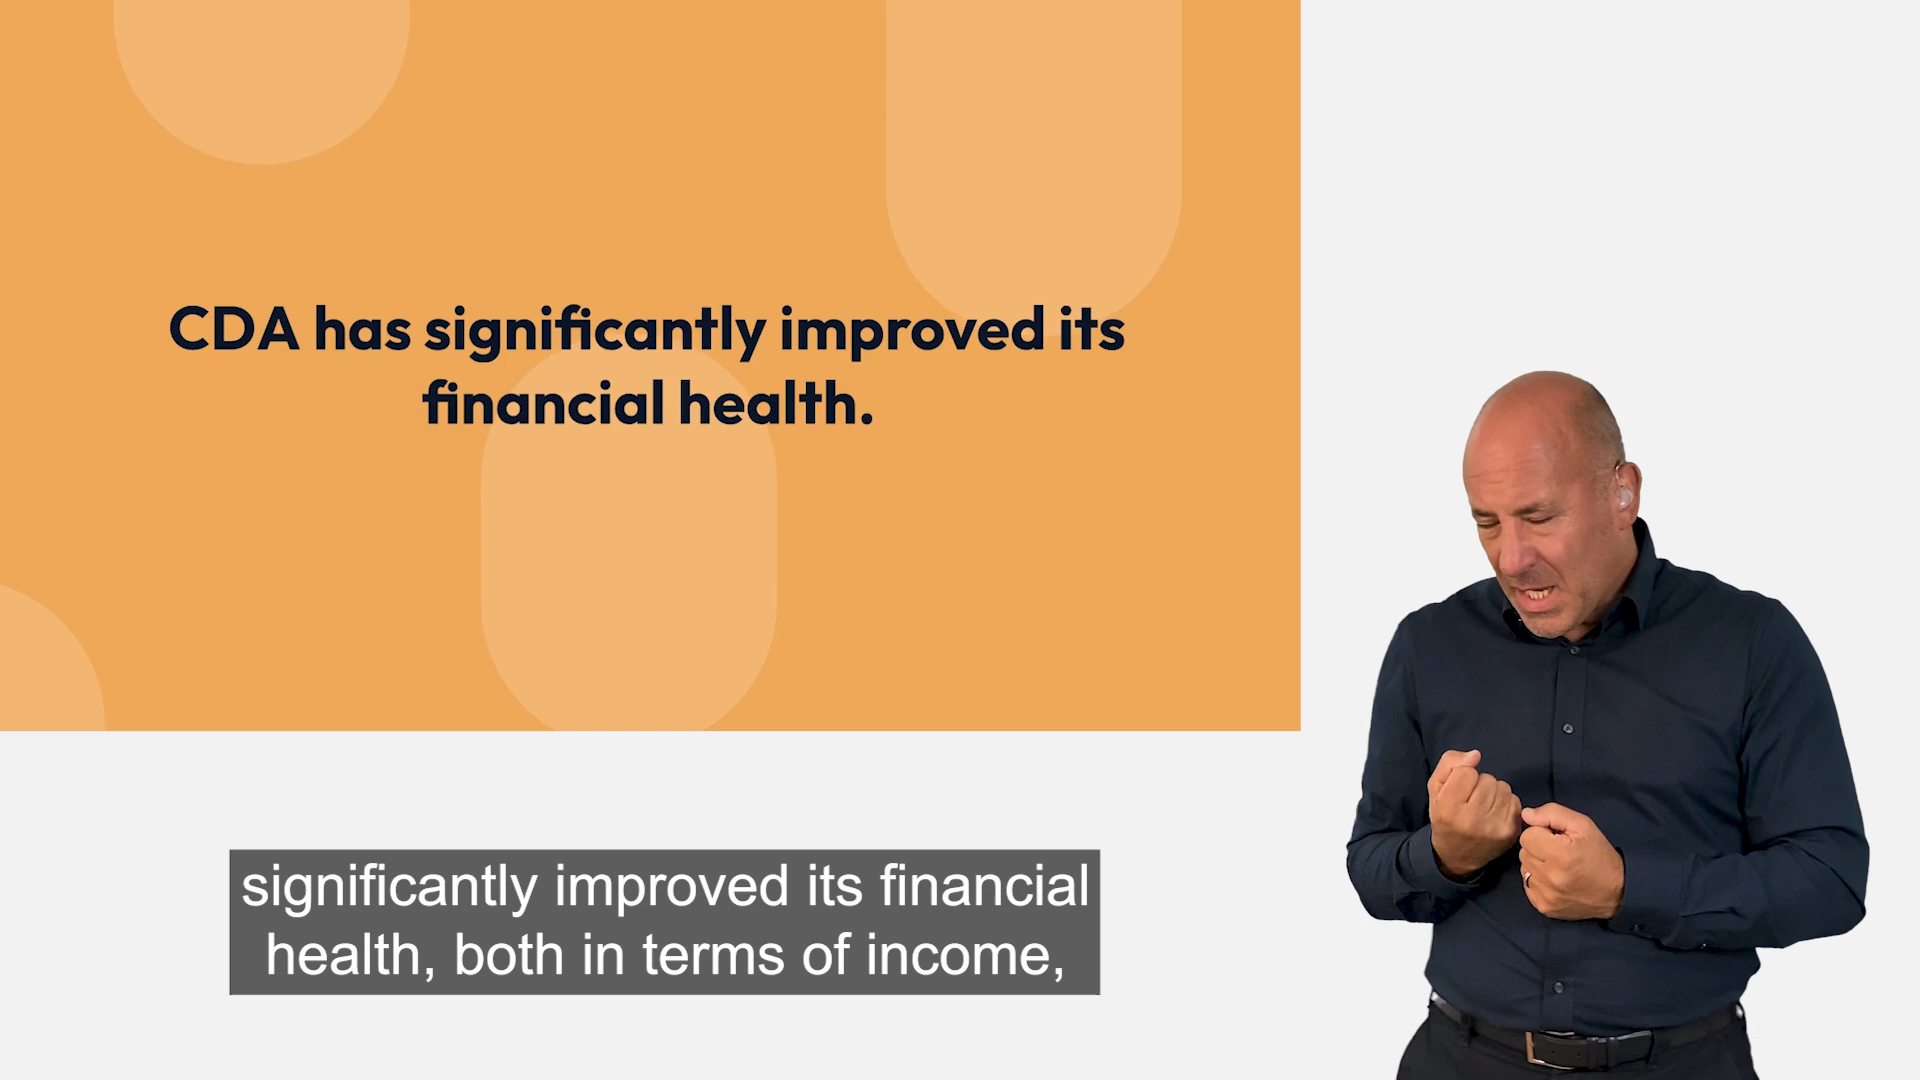 CDA has significantly improved its
financial health.
significantly improved its financial
health, both in terms of income,